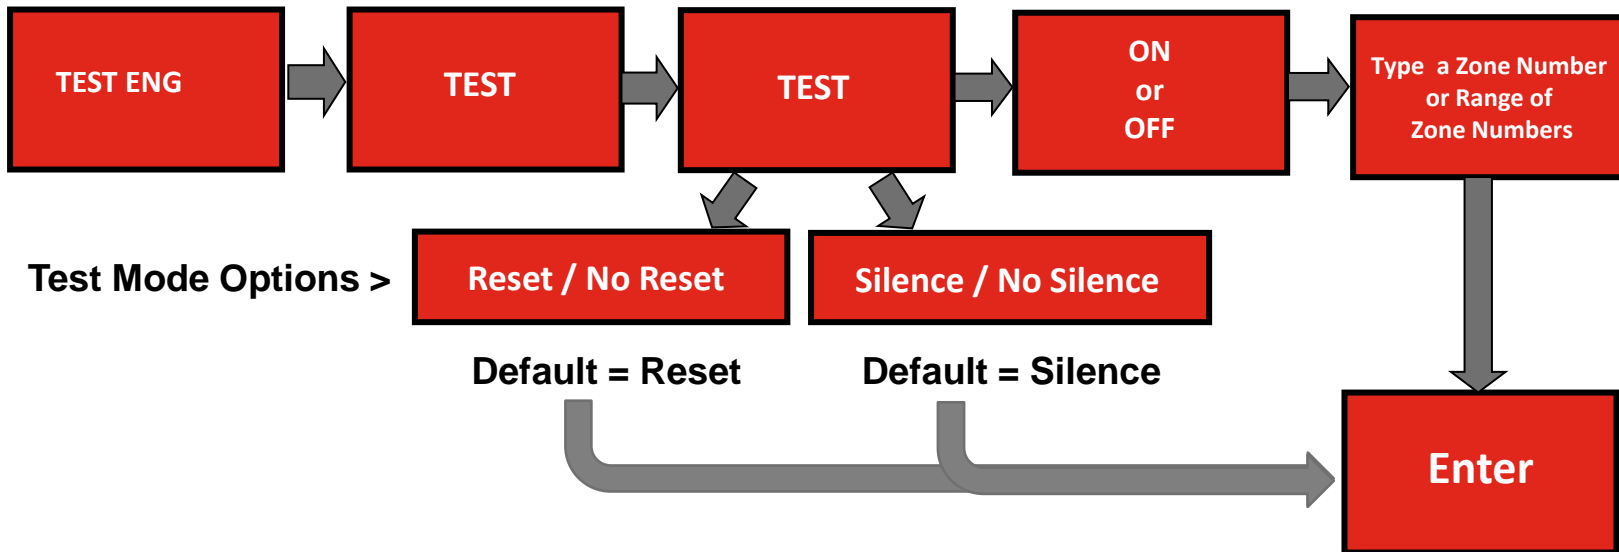 TEST ENG
TEST
TEST
ON
or
OFF
Type a Zone Number
or Range of
Zone Numbers
Test Mode Options >
Reset / No Reset
Silence / No Silence
Default = Reset
Default = Silence
Enter